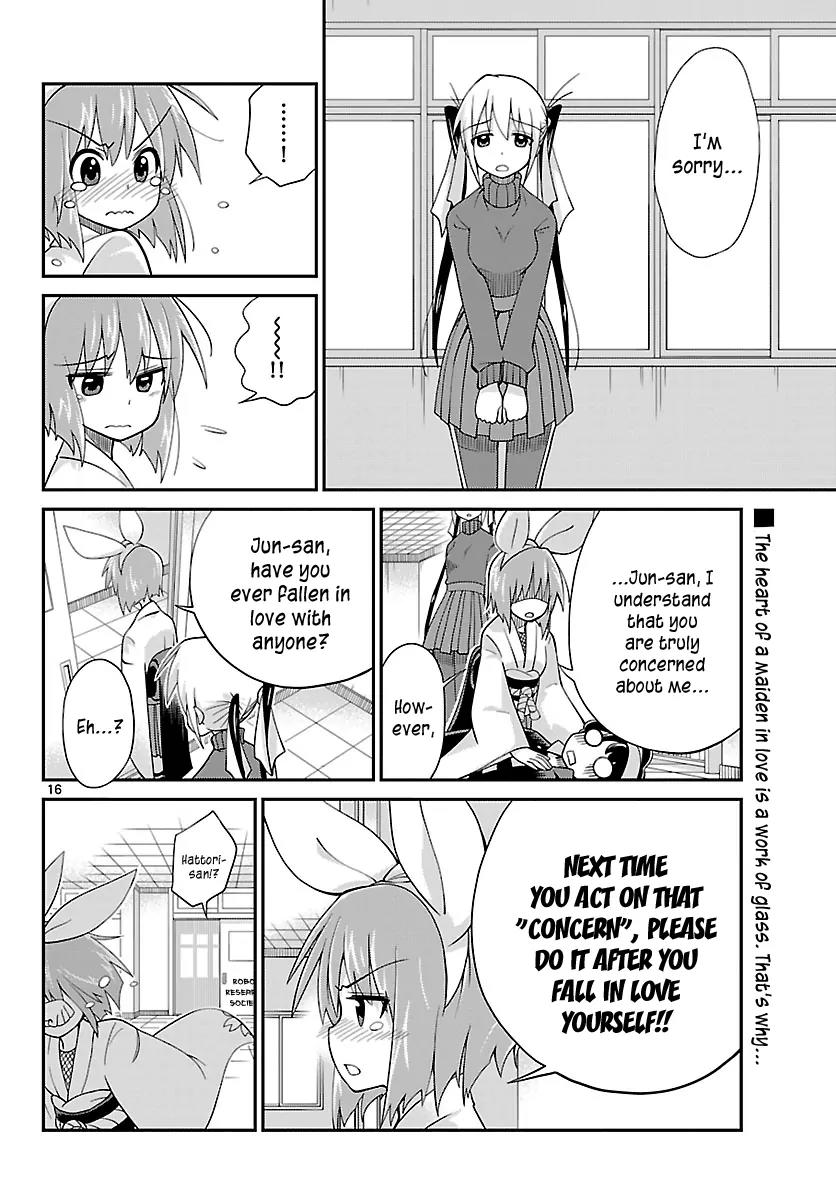 I'm
sorry...
......!
...!!
...Jun-san, I
understand
that you
are truly
concerned
about me...
How-
ever,
Jun-san,
have you
ever fallen in
love with
anyone?
Eh...?
NEXT TIME
YOU ACT ON THAT
"CONCERN", PLEASE
DO IT AFTER YOU
FALL IN LOVE
YOURSELF!!
Hattori-
san!?
ROBO
RESEAR
SOCIE
The heart of a maiden in love is a work of glass. That's why...
16